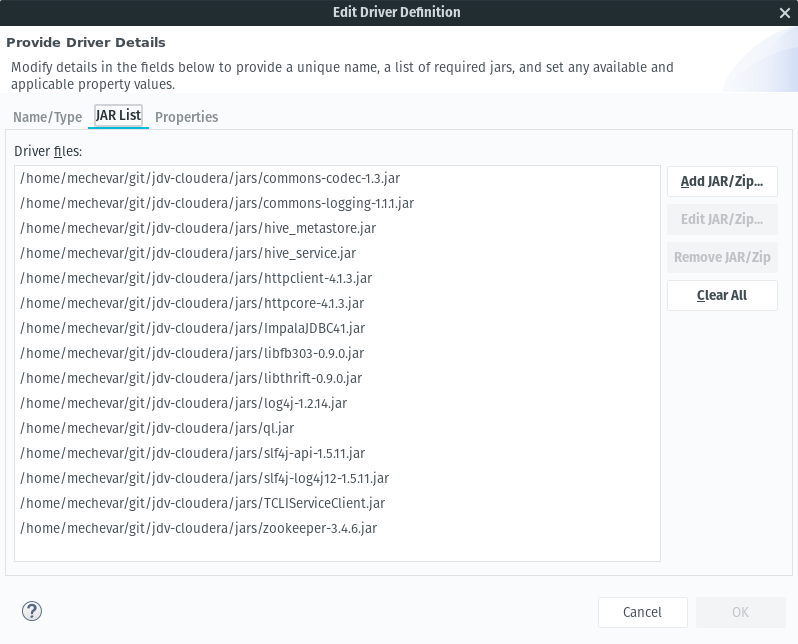 Edit Driver Definition
Provide Driver Details
Modify details in the fields below to provide a unique name, a list of required jars, and set any available and
applicable property values.
Name/Type JAR List Properties
Driver files:
/home/mechevar/git/jdv-cloudera/jars/commons-codec-1.3.jar
/home/mechevar/git/jdv-cloudera/jars/commons-logging-1.1.1.jar
/home/mechevar/git/jdv-cloudera/jars/hive_metastore.jar
/home/mechevar/git/jdv-cloudera/jars/hive_service.jar
/home/mechevar/git/jdv-cloudera/jars/httpclient-4.1.3.jar
/home/mechevar/git/jdv-cloudera/jars/httpcore-4.1.3.jar
/home/mechevar/git/jdv-cloudera/jars/ImpalaJDBC41.jar
/home/mechevar/git/jdv-cloudera/jars/libfb303-0.9.0.jar
/home/mechevar/git/jdv-cloudera/jars/libthrift-0.9.0.jar
/home/mechevar/git/jdv-cloudera/jars/log4j-1.2.14.jar
/home/mechevar/git/jdv-cloudera/jars/ql.jar
/home/mechevar/git/jdv-cloudera/jars/slf4j-api-1.5.11.jar
/home/mechevar/git/jdv-cloudera/jars/slf4j-log4j12-1.5.11.jar
/home/mechevar/git/jdv-cloudera/jars/TCLIServiceClient.jar
/home/mechevar/git/jdv-cloudera/jars/zookeeper-3.4.6.jar
Add JAR/Zip...
Edit JAR/Zip...
Remove JAR/Zip
Clear All
? Cancel OK